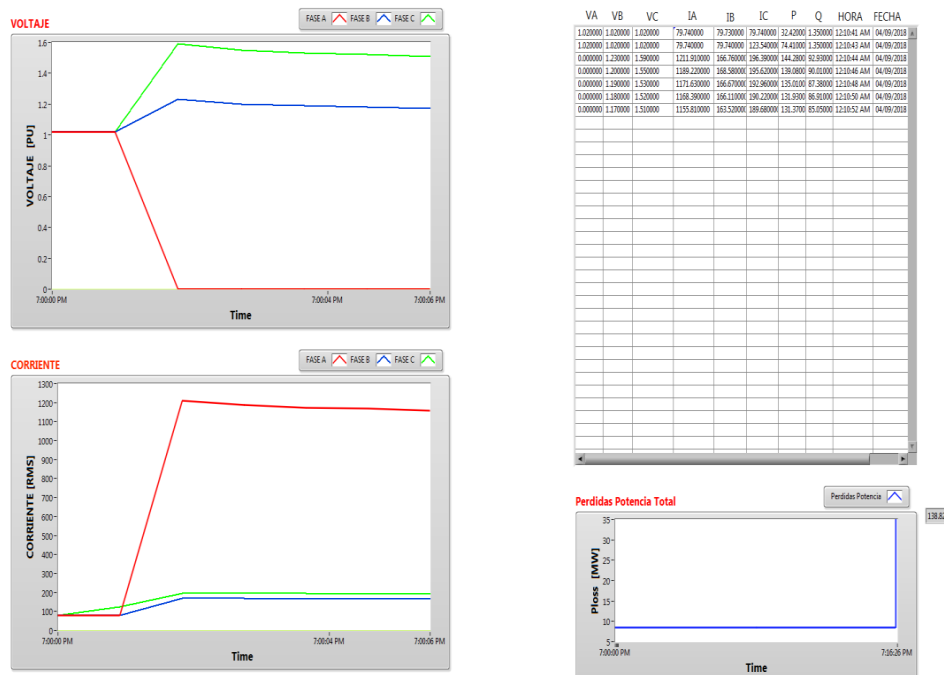 VOLTAJE
FASE A FASE B FASE C
VOLTAJE [PU]
1.6
1.4
1.2
1
0.8
0.6
0.4
0.2
0
7:00:00 PM 7:00:04 PM 7:00:06 PM
Time
CORRIENTE
FASE A FASE B FASE C
CORRIENTE [RMS]
1300
1200
1100
1000
900
800
700
600
500
400
300
200
100
0
7:00:00 PM 7:00:04 PM 7:00:06 PM
Time
VA VB VC IA IB IC P Q HORA FECHA
1.020000 1.020000 1.020000 79.740000 79.730000 79.740000 32.42000 1.350000 12:10:41 AM 04/09/2018
1.020000 1.020000 1.020000 79.740000 79.740000 123.54000 74.41000 1.350000 12:10:43 AM 04/09/2018
0.000000 1.230000 1.590000 1211.910000 166.760000 196.390000 144.2800 92.93000 12:10:44 AM 04/09/2018
0.000000 1.200000 1.550000 1189.220000 168.580000 195.620000 139.0800 90.01000 12:10:46 AM 04/09/2018
0.000000 1.190000 1.530000 1171.630000 166.670000 192.960000 135.0100 87.38000 12:10:48 AM 04/09/2018
0.000000 1.180000 1.520000 1168.390000 166.110000 190.220000 131.9300 86.91000 12:10:50 AM 04/09/2018
0.000000 1.170000 1.510000 1155.810000 163.520000 189.680000 131.3700 85.05000 12:10:52 AM 04/09/2018
Perdidas Potencia Total
Perdidas Potencia
138.82
Ploss [MW]
35
30
25
20
15
10
5
7:00:00 PM 7:16:26 PM
Time